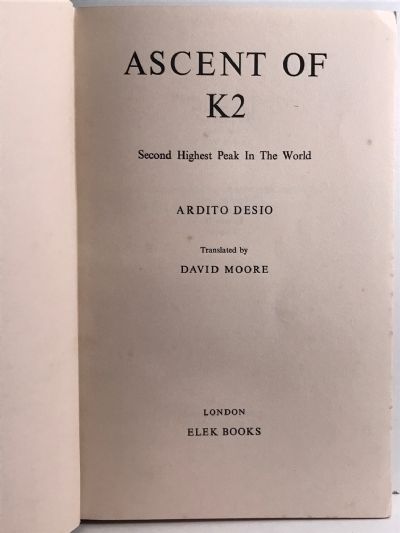 ASCENT OF
K2
Second Highest Peak In The World
ARDITO DESIO
Translated by
DAVID MOORE
LONDON
ELEK BOOKS